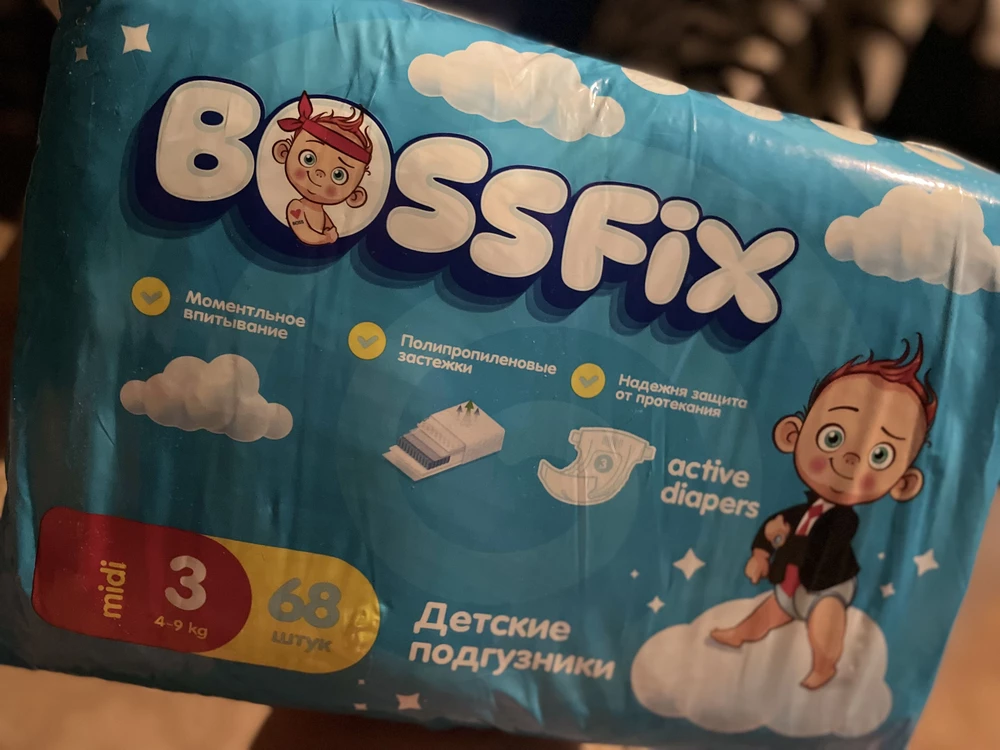 BOSSFiX
Моментльное
впитывание
Полипропиленовые
застежки
Надежня защита
от протекания
3
active
diapers
midi
3
4-9 kg
68
штук
Детские
подгузники